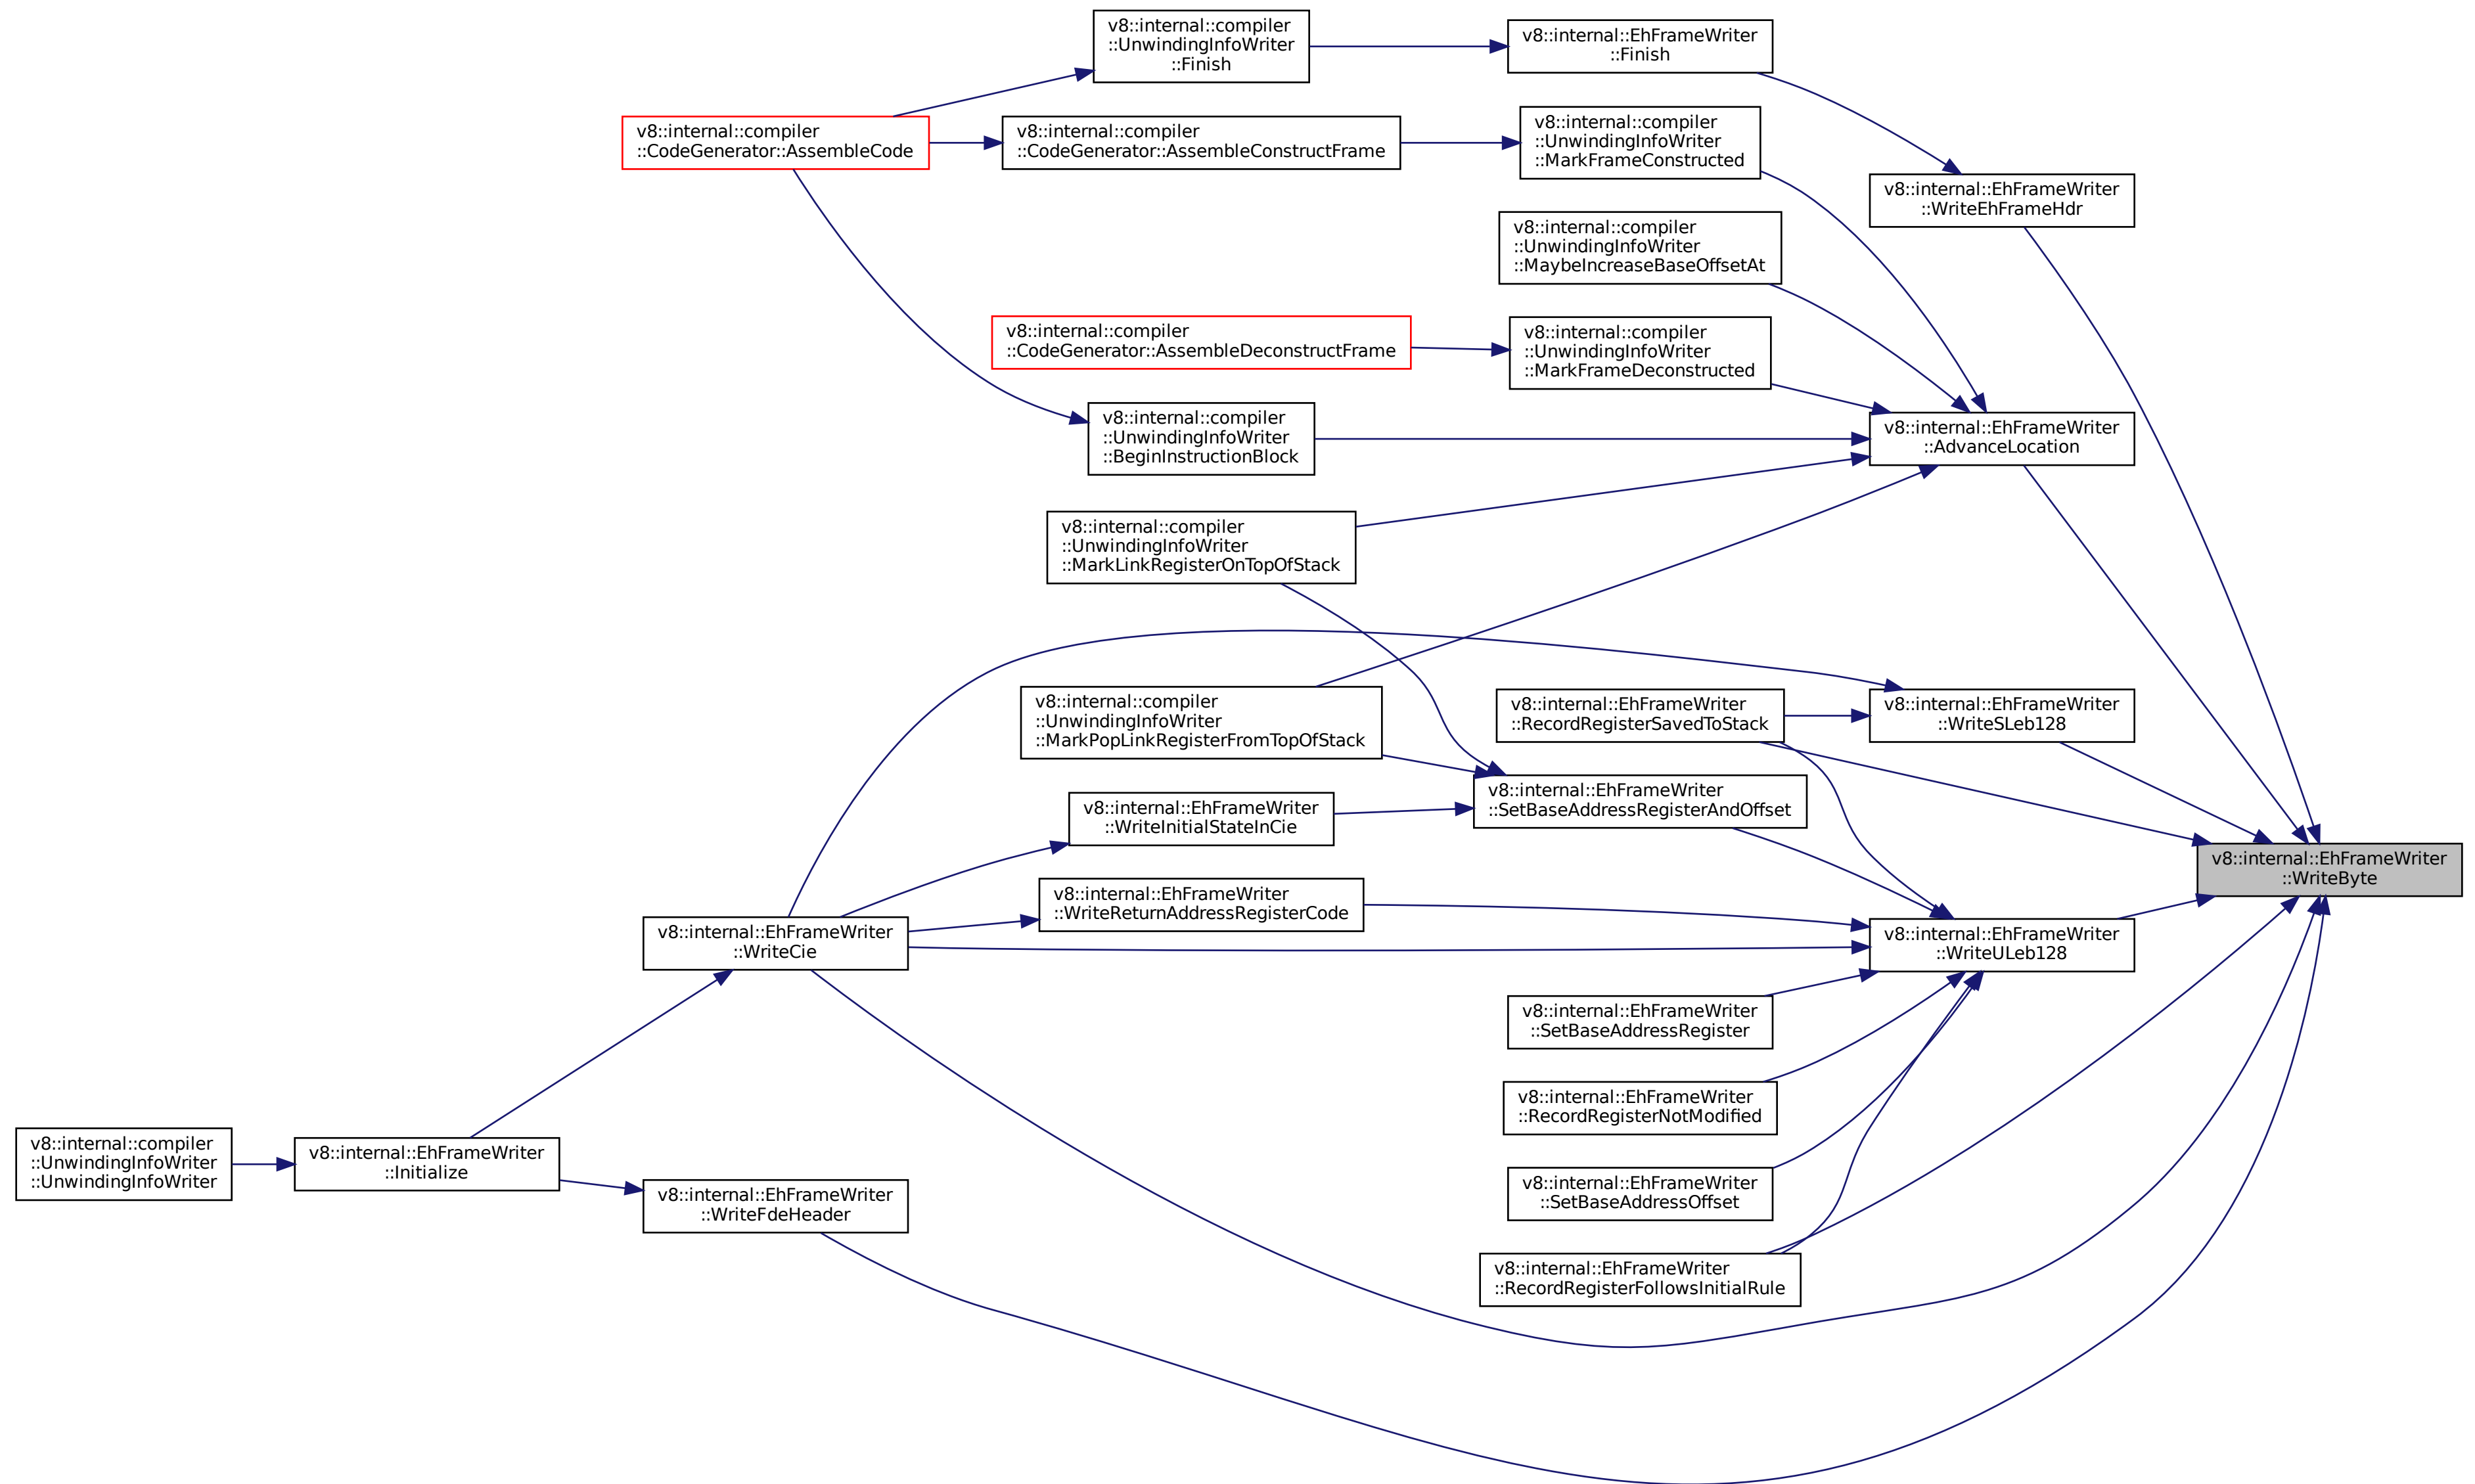 v8::internal::compiler
::UnwindingInfoWriter
::Finish
v8::internal::EhFrameWriter
::Finish
v8::internal::compiler
::CodeGenerator::AssembleCode
v8::internal::compiler
::CodeGenerator::AssembleConstructFrame
v8::internal::compiler
::UnwindingInfoWriter
::MarkFrameConstructed
v8::internal::EhFrameWriter
::WriteEhFrameHdr
v8::internal::compiler
::UnwindingInfoWriter
::MaybeIncreaseBaseOffsetAt
v8::internal::compiler
::CodeGenerator::AssembleDeconstructFrame
v8::internal::compiler
::UnwindingInfoWriter
::MarkFrameDeconstructed
v8::internal::compiler
::UnwindingInfoWriter
::BeginInstructionBlock
v8::internal::EhFrameWriter
::AdvanceLocation
v8::internal::compiler
::UnwindingInfoWriter
::MarkLinkRegisterOnTopOfStack
v8::internal::compiler
::UnwindingInfoWriter
::MarkPopLinkRegisterFromTopOfStack
v8::internal::EhFrameWriter
::RecordRegisterSavedToStack
v8::internal::EhFrameWriter
::WriteSLeb128
v8::internal::EhFrameWriter
::SetBaseAddressRegisterAndOffset
v8::internal::EhFrameWriter
::WriteInitialStateInCie
v8::internal::EhFrameWriter
::WriteByte
v8::internal::EhFrameWriter
::WriteReturnAddressRegisterCode
v8::internal::EhFrameWriter
::WriteCie
v8::internal::EhFrameWriter
::WriteULeb128
v8::internal::EhFrameWriter
::SetBaseAddressRegister
v8::internal::EhFrameWriter
::RecordRegisterNotModified
v8::internal::compiler
::UnwindingInfoWriter
::UnwindingInfoWriter
v8::internal::EhFrameWriter
::Initialize
v8::internal::EhFrameWriter
::SetBaseAddressOffset
v8::internal::EhFrameWriter
::WriteFdeHeader
v8::internal::EhFrameWriter
::RecordRegisterFollowsInitialRule